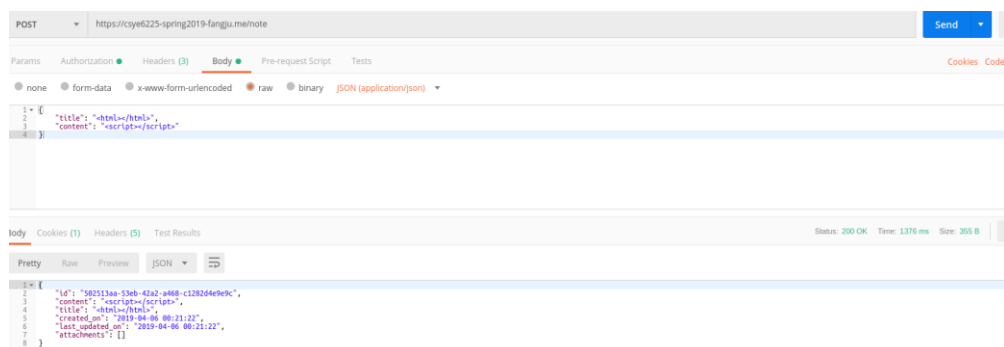 POST https://csye6225-spring2019-fangju.me/note Send
Params Authorization Headers (3) Body Pre-request Script Tests Cookies Code
none form-data x-www-form-urlencoded raw binary JSON (application/json)
1 {
2 "title": "<html></html>",
3 "content": "<script></script>"
4 }
Body Cookies (1) Headers (5) Test Results Status: 200 OK Time: 1376 ms Size: 355 B
Pretty Raw Preview JSON
1 {
2 "id": "502513aa-53eb-42a2-a468-c1282d4e9e9c",
3 "content": "<script></script>",
4 "title": "<html></html>",
5 "created_on": "2019-04-06 00:21:22",
6 "last_updated_on": "2019-04-06 00:21:22",
7 "attachments": []
8 }